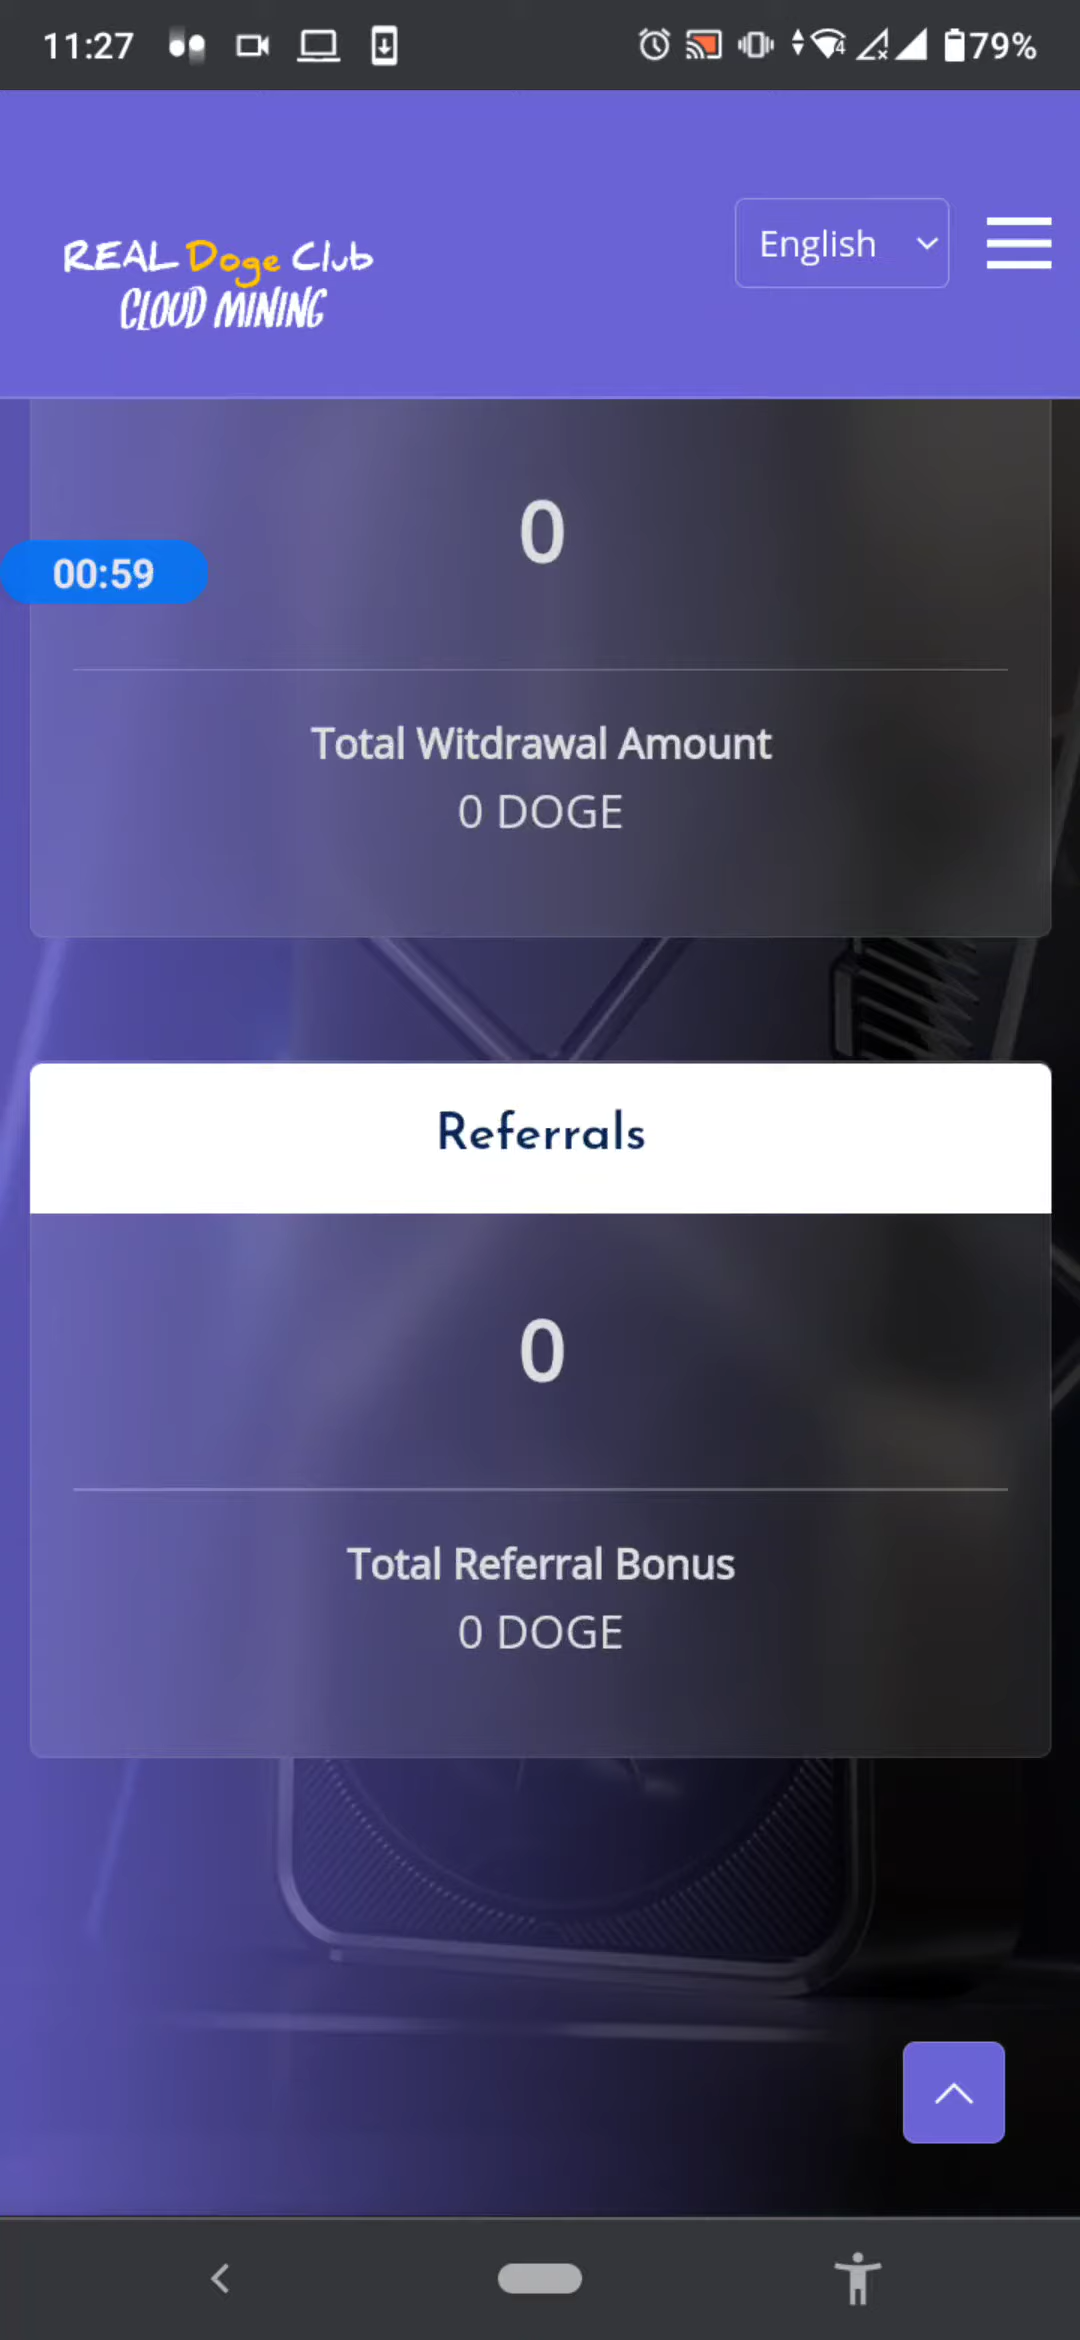 11:27
79%
REAL Doge Club
CLOUD MINING
English
0
00:59
Total Witdrawal Amount
0 DOGE
Referrals
0
Total Referral Bonus
0 DOGE